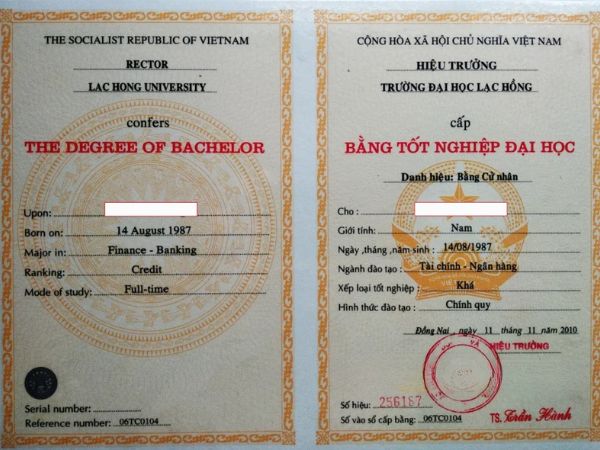 THE SOCIALIST REPUBLIC OF VIETNAM
RECTOR
LAC HONG UNIVERSITY
confers
THE DEGREE OF BACHELOR
Upon:
Born on: 14 August 1987
Major in: Finance - Banking
Ranking: Credit
Mode of study: Full-time
Serial number:
Reference number: 06TC0104
CỘNG HÒA XÃ HỘI CHỦ NGHĨA VIỆT NAM
HIỆU TRƯỞNG
TRƯỜNG ĐẠI HỌC LẠC HỒNG
cấp
BẰNG TỐT NGHIỆP ĐẠI HỌC
Danh hiệu: Bằng Cử nhân
Cho :
Giới tính: Nam
Ngày ,tháng ,năm sinh : 14/08/1987
Ngành đào tạo : Tài chính - Ngân hàng
Xếp loại tốt nghiệp : Khá
Hình thức đào tạo : Chính quy
Đồng Nai , ngày 11 tháng 11 năm 2010
HIỆU TRƯỞNG
Số hiệu: 256187
Số vào sổ cấp bằng: 06TC0104
TS. Trần Hành